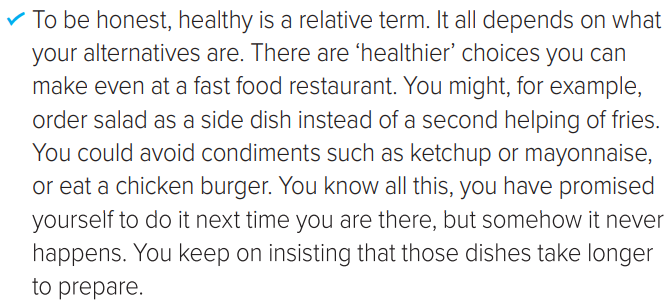 ✓ To be honest, healthy is a relative term. It all depends on what
your alternatives are. There are ‘healthier’ choices you can
make even at a fast food restaurant. You might, for example,
order salad as a side dish instead of a second helping of fries.
You could avoid condiments such as ketchup or mayonnaise,
or eat a chicken burger. You know all this, you have promised
yourself to do it next time you are there, but somehow it never
happens. You keep on insisting that those dishes take longer
to prepare.